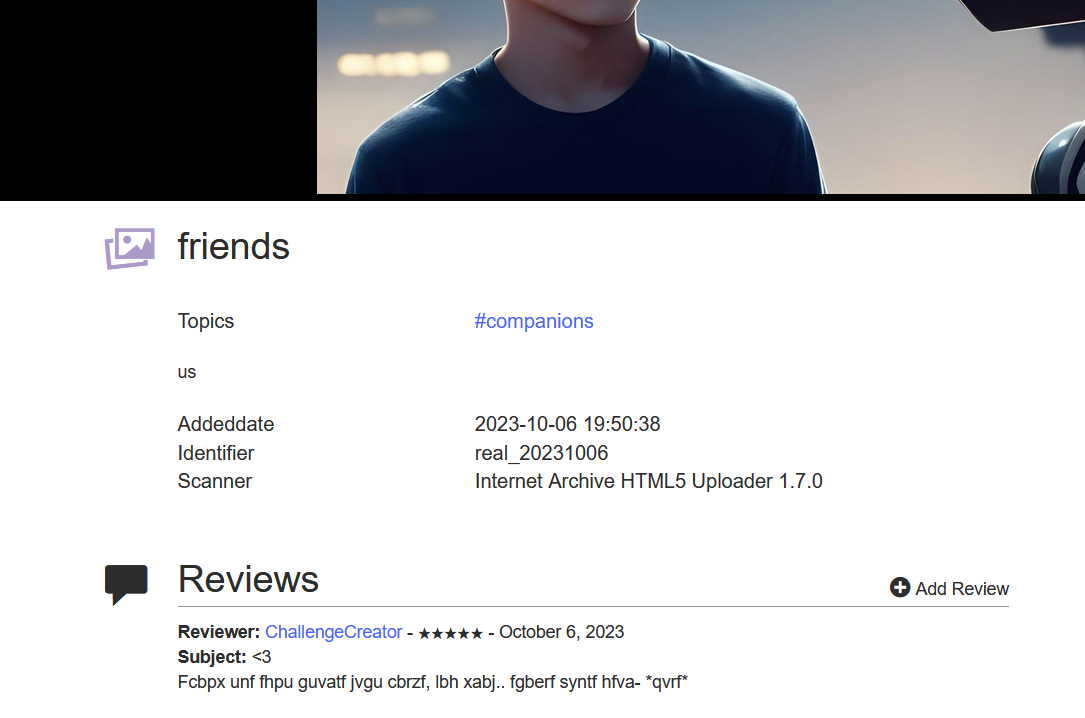 friends
Topics #companions
us
Addeddate 2023-10-06 19:50:38
Identifier real_20231006
Scanner Internet Archive HTML5 Uploader 1.7.0
Reviews
Add Review
Reviewer: ChallengeCreator - ★★★★★ - October 6, 2023
Subject: <3
Fcbpx unf fhpu guvatf jvgu cbrzf, lbh xabj.. fgberf syntf hfva- *qvrf*